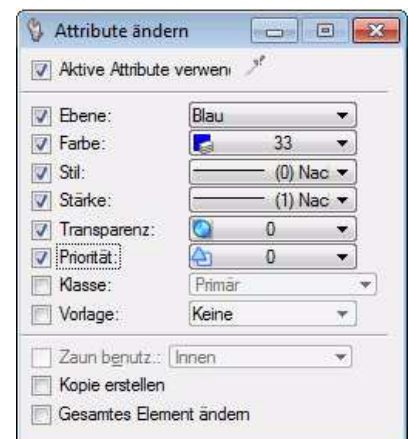 Attribute ändern
Aktive Attribute verwen
Ebene: Blau
Farbe: 33
Stil: (0) Nac
Stärke: (1) Nac
Transparenz: 0
Priorität: 0
Klasse: Primär
Vorlage: Keine
Zaun benutz.: Innen
Kopie erstellen
Gesamtes Element ändern